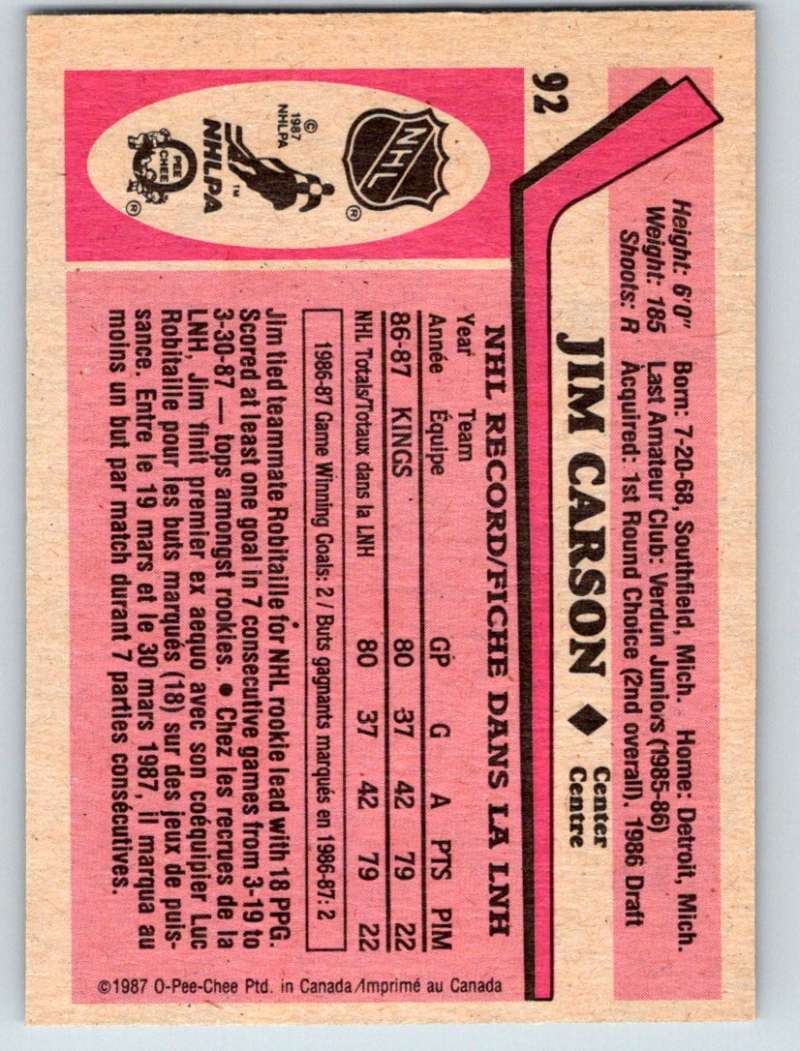 92
Height: 6'0" Born: 7-20-68, Southfield, Mich. Home: Detroit, Mich.
Weight: 185 Last Amateur Club: Verdun Juniors (1985-86)
Shoots: R Acquired: 1st Round Choice (2nd overall). 1986 Draft
JIM CARSON ◆ Center
Centre
NHL
®
© 1987 NHLPA
NHLPA
™
O PEE CHEE
®
NHL RECORD/FICHE DANS LA LNH
Year Team
Année Équipe GP G A PTS PIM
86-87 KINGS 80 37 42 79 22
NHL Totals/Totaux dans la LNH 80 37 42 79 22
1986-87 Game Winning Goals: 2 / Buts gagnants marqués en 1986-87: 2
Jim tied teammate Robitaille for NHL rookie lead with 18 PPG.
Scored at least one goal in 7 consecutive games from 3-19 to
3-30-87 — tops amongst rookies. ● Chez les recrues de la
LNH, Jim finit premier ex aequo avec son coéquipier Luc
Robitaille pour les buts marqués (18) sur des jeux de puis-
sance. Entre le 19 mars et le 30 mars 1987, il marqua au
moins un but par match durant 7 parties consécutives.
©1987 O-Pee-Chee Ptd. in Canada/Imprimé au Canada